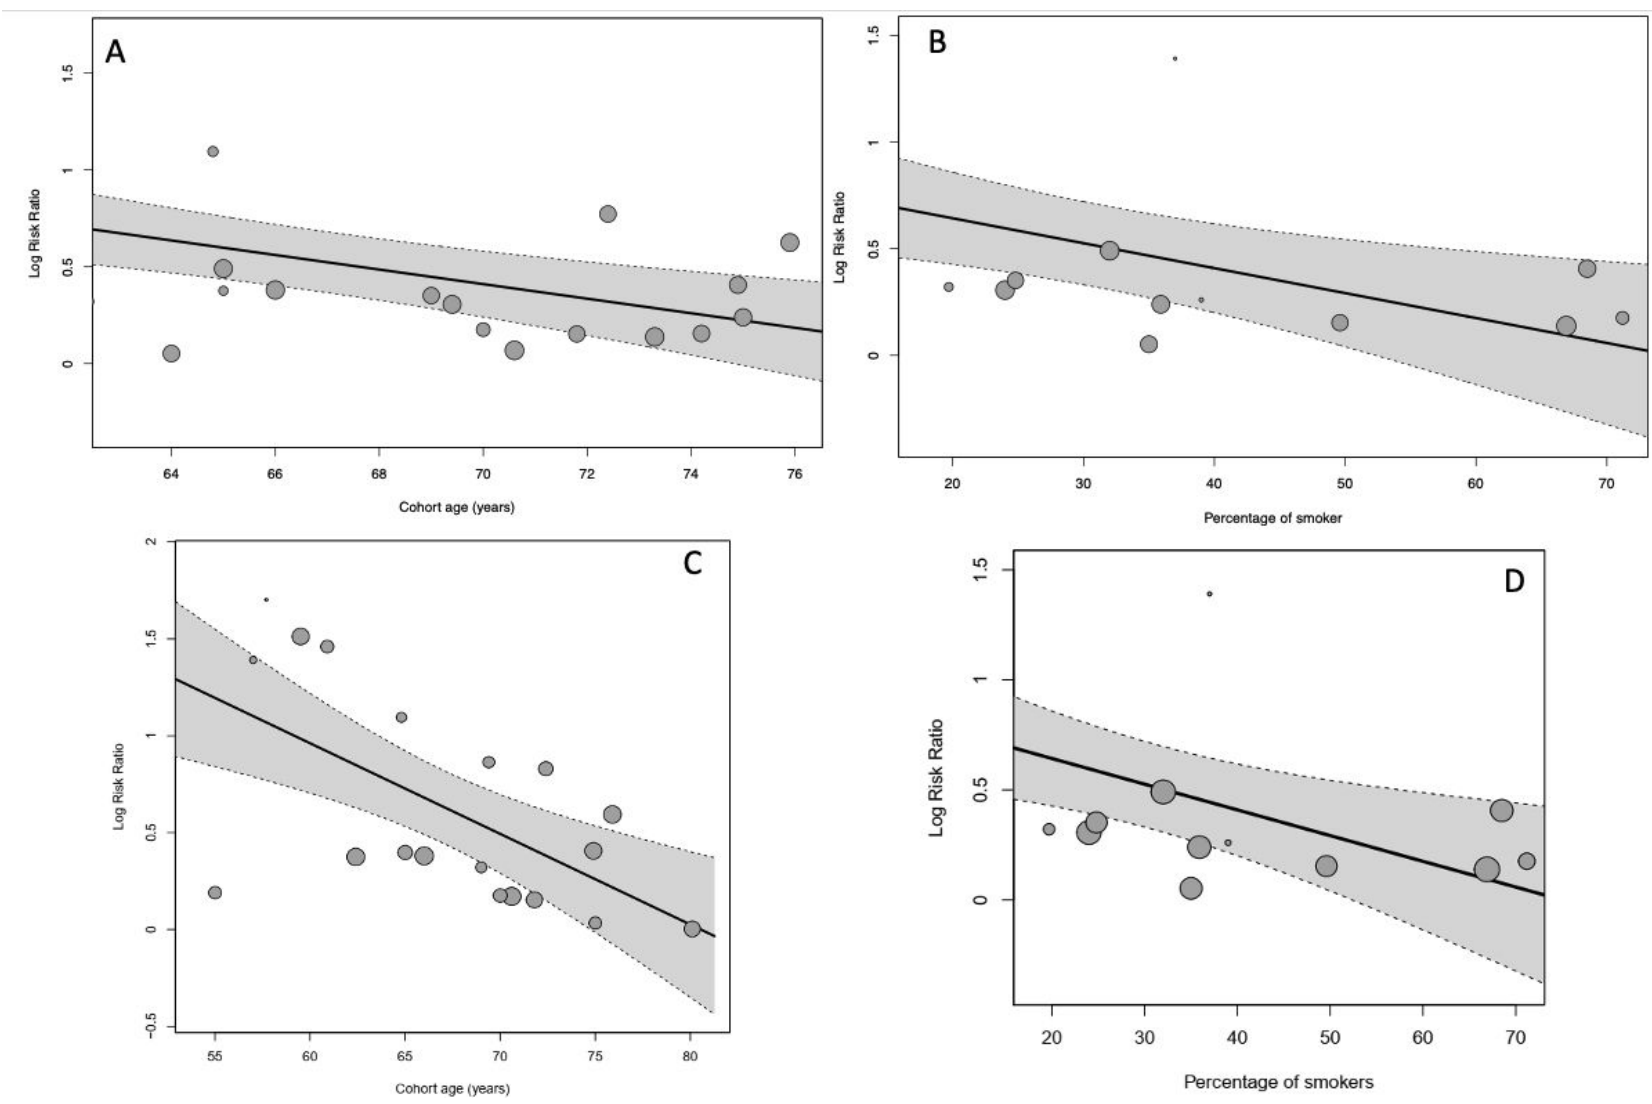 A
Log Risk Ratio
1.5
1
0.5
0
64 66 68 70 72 74 76
Cohort age (years)
B
Log Risk Ratio
1.5
1
0.5
0
20 30 40 50 60 70
Percentage of smoker
C
Log Risk Ratio
2
1.5
1
0.5
0
−0.5
55 60 65 70 75 80
Cohort age (years)
D
Log Risk Ratio
1.5
1
0.5
0
20 30 40 50 60 70
Percentage of smokers